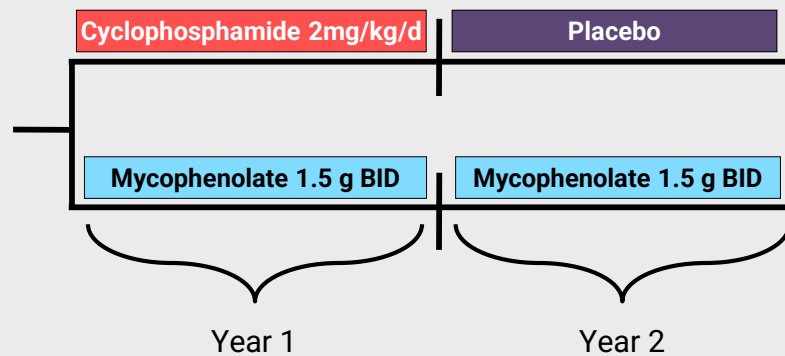 Cyclophosphamide 2mg/kg/d
Placebo
Mycophenolate 1.5 g BID
Mycophenolate 1.5 g BID
Year 1
Year 2